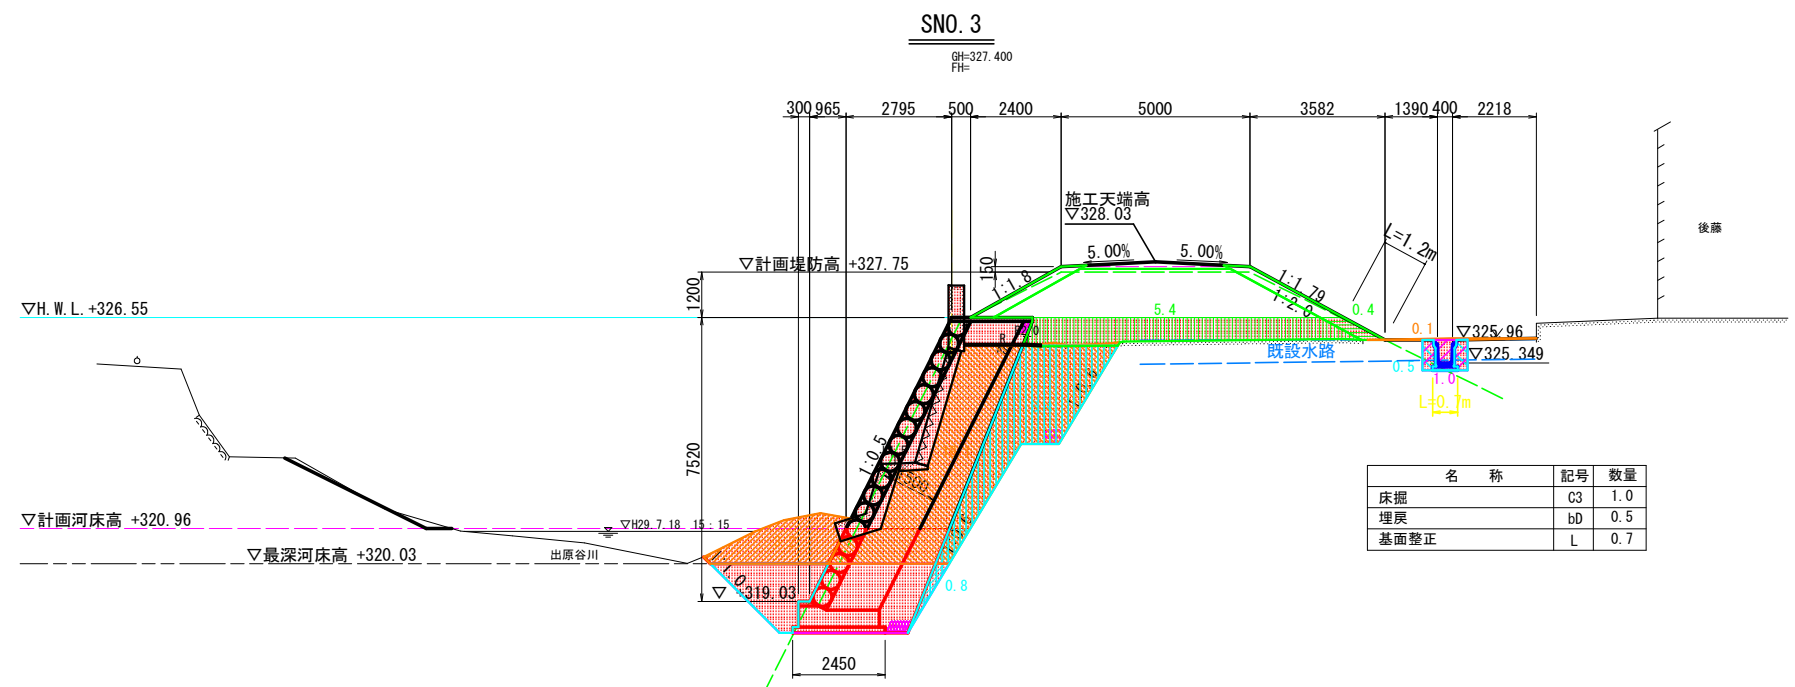 SNO. 3
GH=327.400
FH=
300 965 2795 500 2400 5000 3582 1390 400 2218
施工天端高
▽328.03
5.00% 5.00%
L=1.2m
後藤
▽計画堤防高 +327.75
150
1200
1:1.8
1:1.79
1:2.0
▽H.W.L.+326.55
5.4
0.4
0.1
▽325.96
既設水路
▽325.349
0.5
1.0
L=0.7m
1:0.5
500
7520
▽計画河床高 +320.96
▽H29.7.18 15:15
▽最深河床高 +320.03
出原谷川
1.0
▽ +319.03
0.8
2450
名 称 記号 数量
床掘 C3 1.0
埋戻 bD 0.5
基面整正 L 0.7